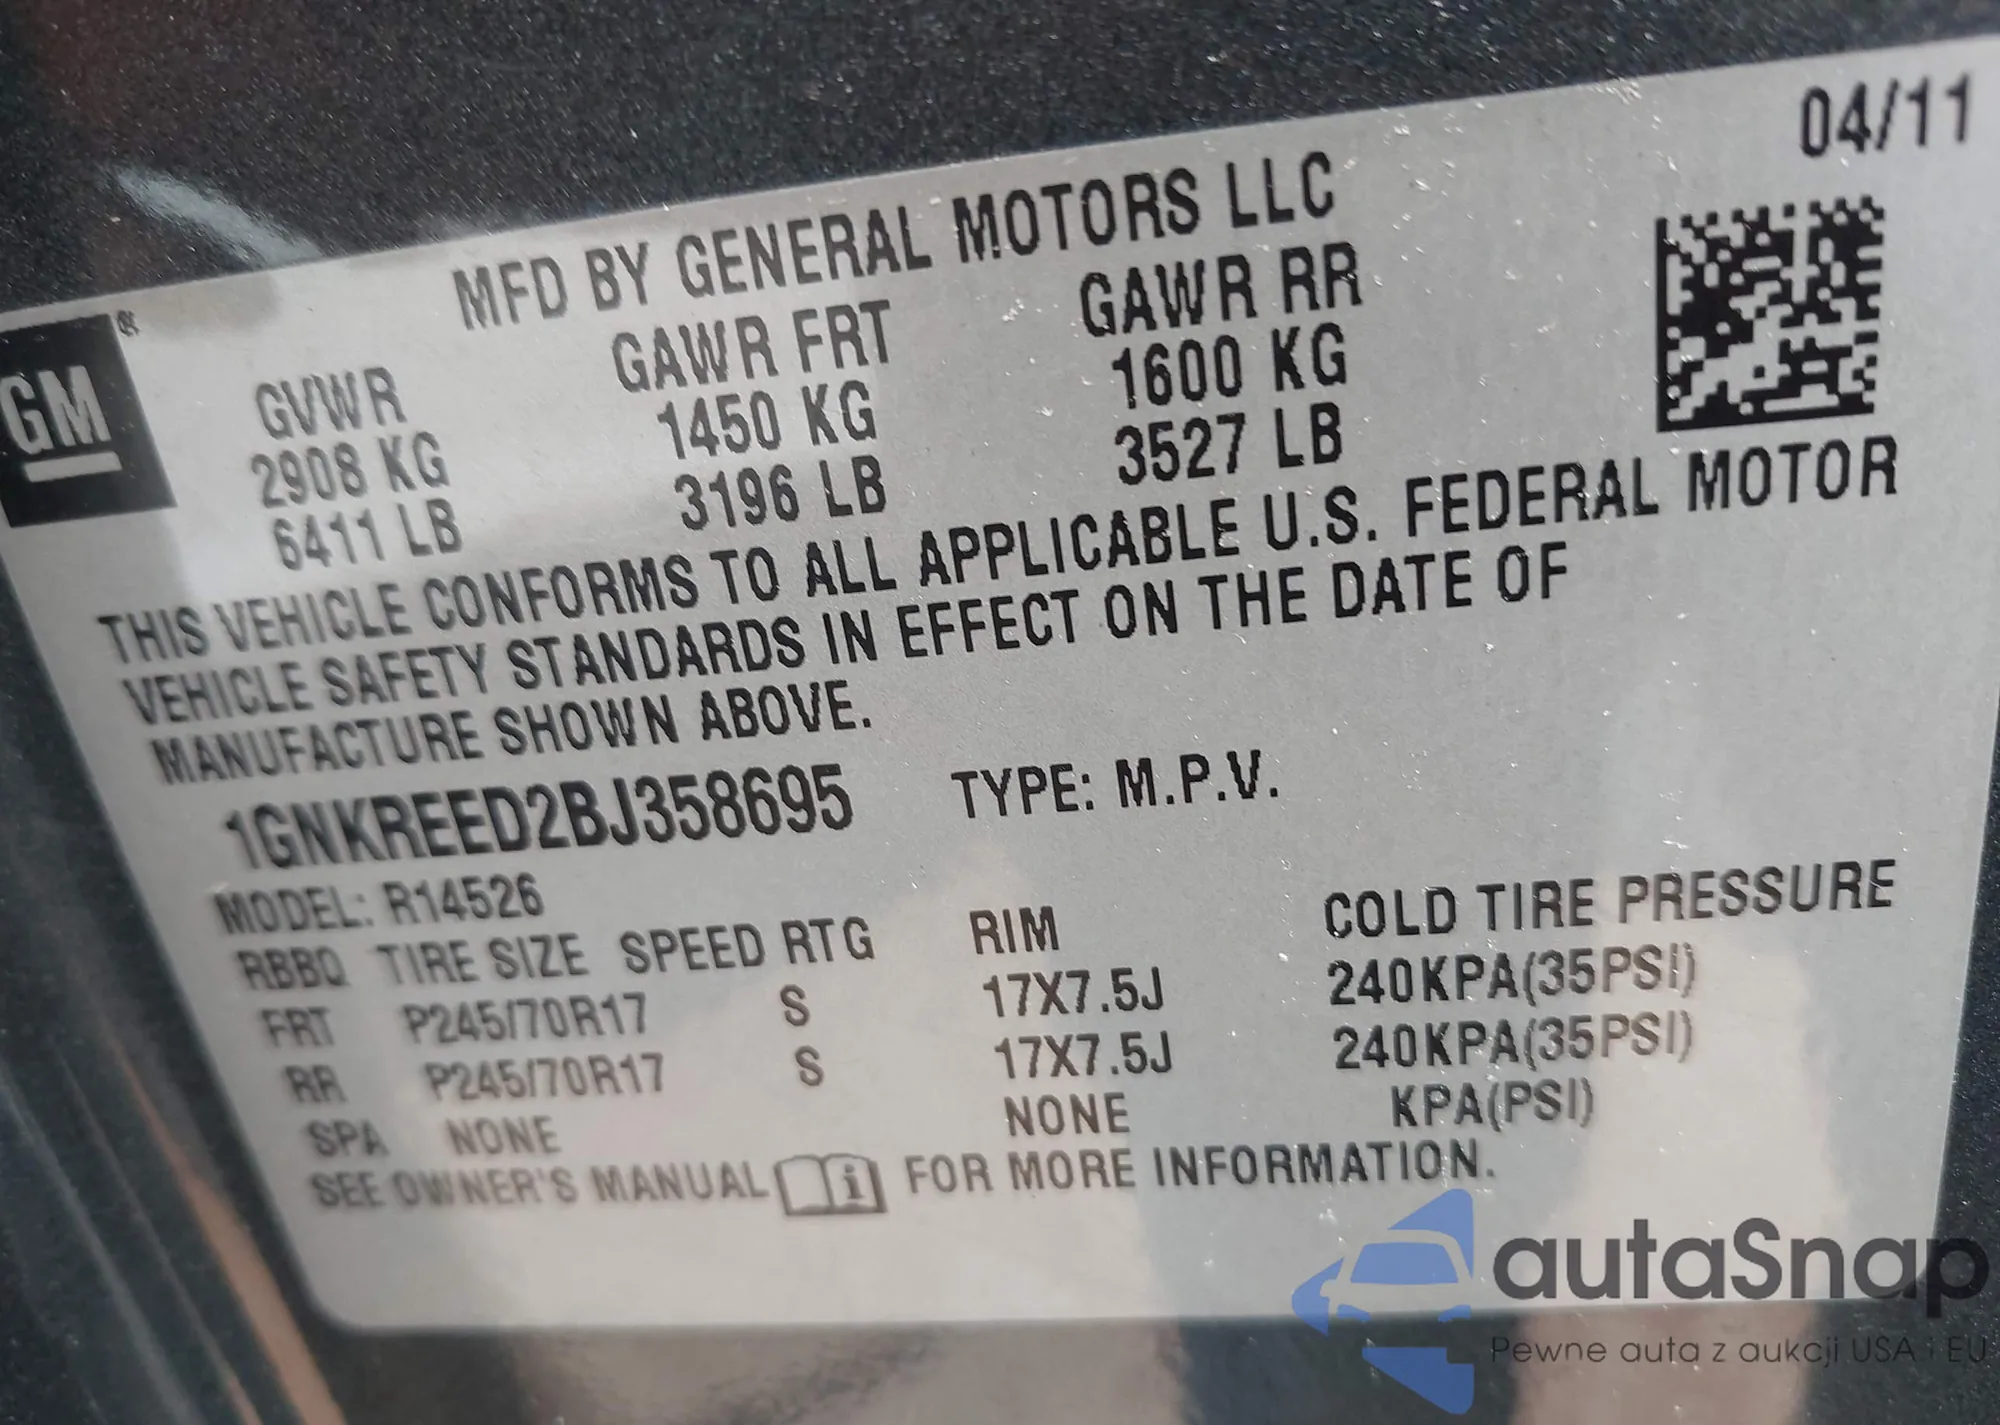 04/11
MFD BY GENERAL MOTORS LLC
GM®
GVWR GAWR FRT GAWR RR
2908 KG 1450 KG 1600 KG
6411 LB 3196 LB 3527 LB
THIS VEHICLE CONFORMS TO ALL APPLICABLE U.S. FEDERAL MOTOR
VEHICLE SAFETY STANDARDS IN EFFECT ON THE DATE OF
MANUFACTURE SHOWN ABOVE.
1GNKREED2BJ358695 TYPE: M.P.V.
MODEL: R14526
RBBQ TIRE SIZE SPEED RTG RIM COLD TIRE PRESSURE
FRT P245/70R17 S 17X7.5J 240KPA(35PSI)
RR P245/70R17 S 17X7.5J 240KPA(35PSI)
SPA NONE NONE KPA(PSI)
SEE OWNER'S MANUAL i FOR MORE INFORMATION.
autaSnap
Pewne auta z aukcji USA i EU